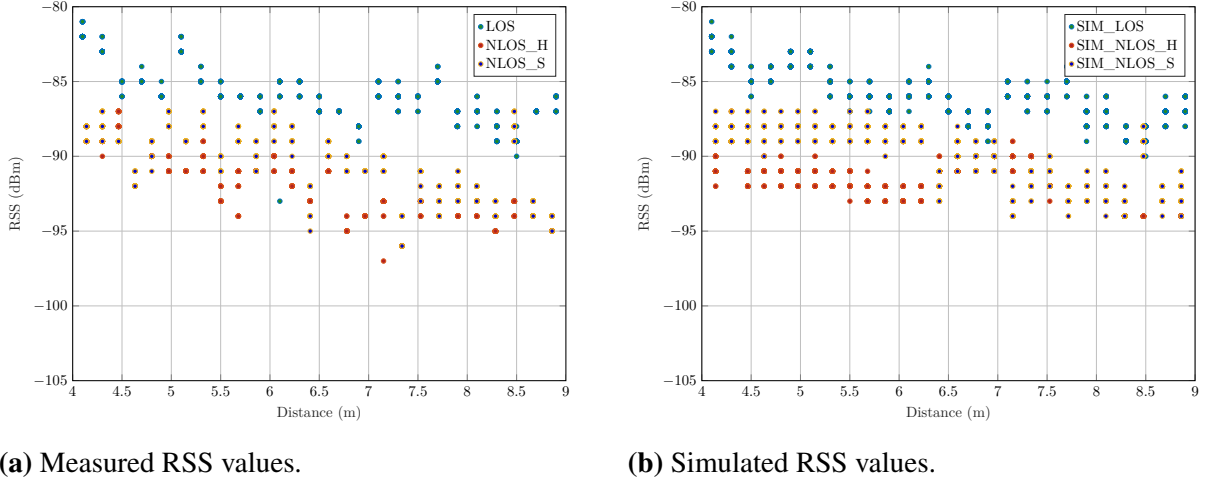 −80
−85
−90
−95
−100
−105
4
4.5
5
5.5
6
6.5
7
7.5
8
8.5
9
RSS (dBm)
Distance (m)
LOS
NLOS_H
NLOS_S
(a) Measured RSS values.
−80
−85
−90
−95
−100
−105
4
4.5
5
5.5
6
6.5
7
7.5
8
8.5
9
RSS (dBm)
Distance (m)
SIM_LOS
SIM_NLOS_H
SIM_NLOS_S
(b) Simulated RSS values.